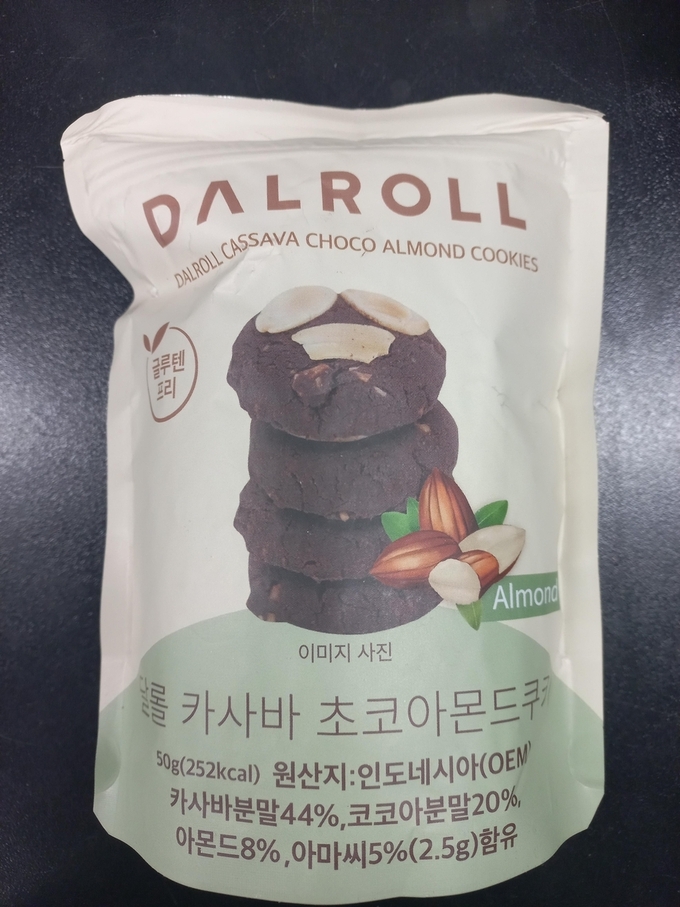 DALROLL
DALROLL CASSAVA CHOCO ALMOND COOKIES
글루텐
프리
Almond
이미지 사진
달롤 카사바 초코아몬드쿠키
50g(252kcal) 원산지:인도네시아(OEM)
카사바분말44%,코코아분말20%,
아몬드8%,아마씨5%(2.5g)함유